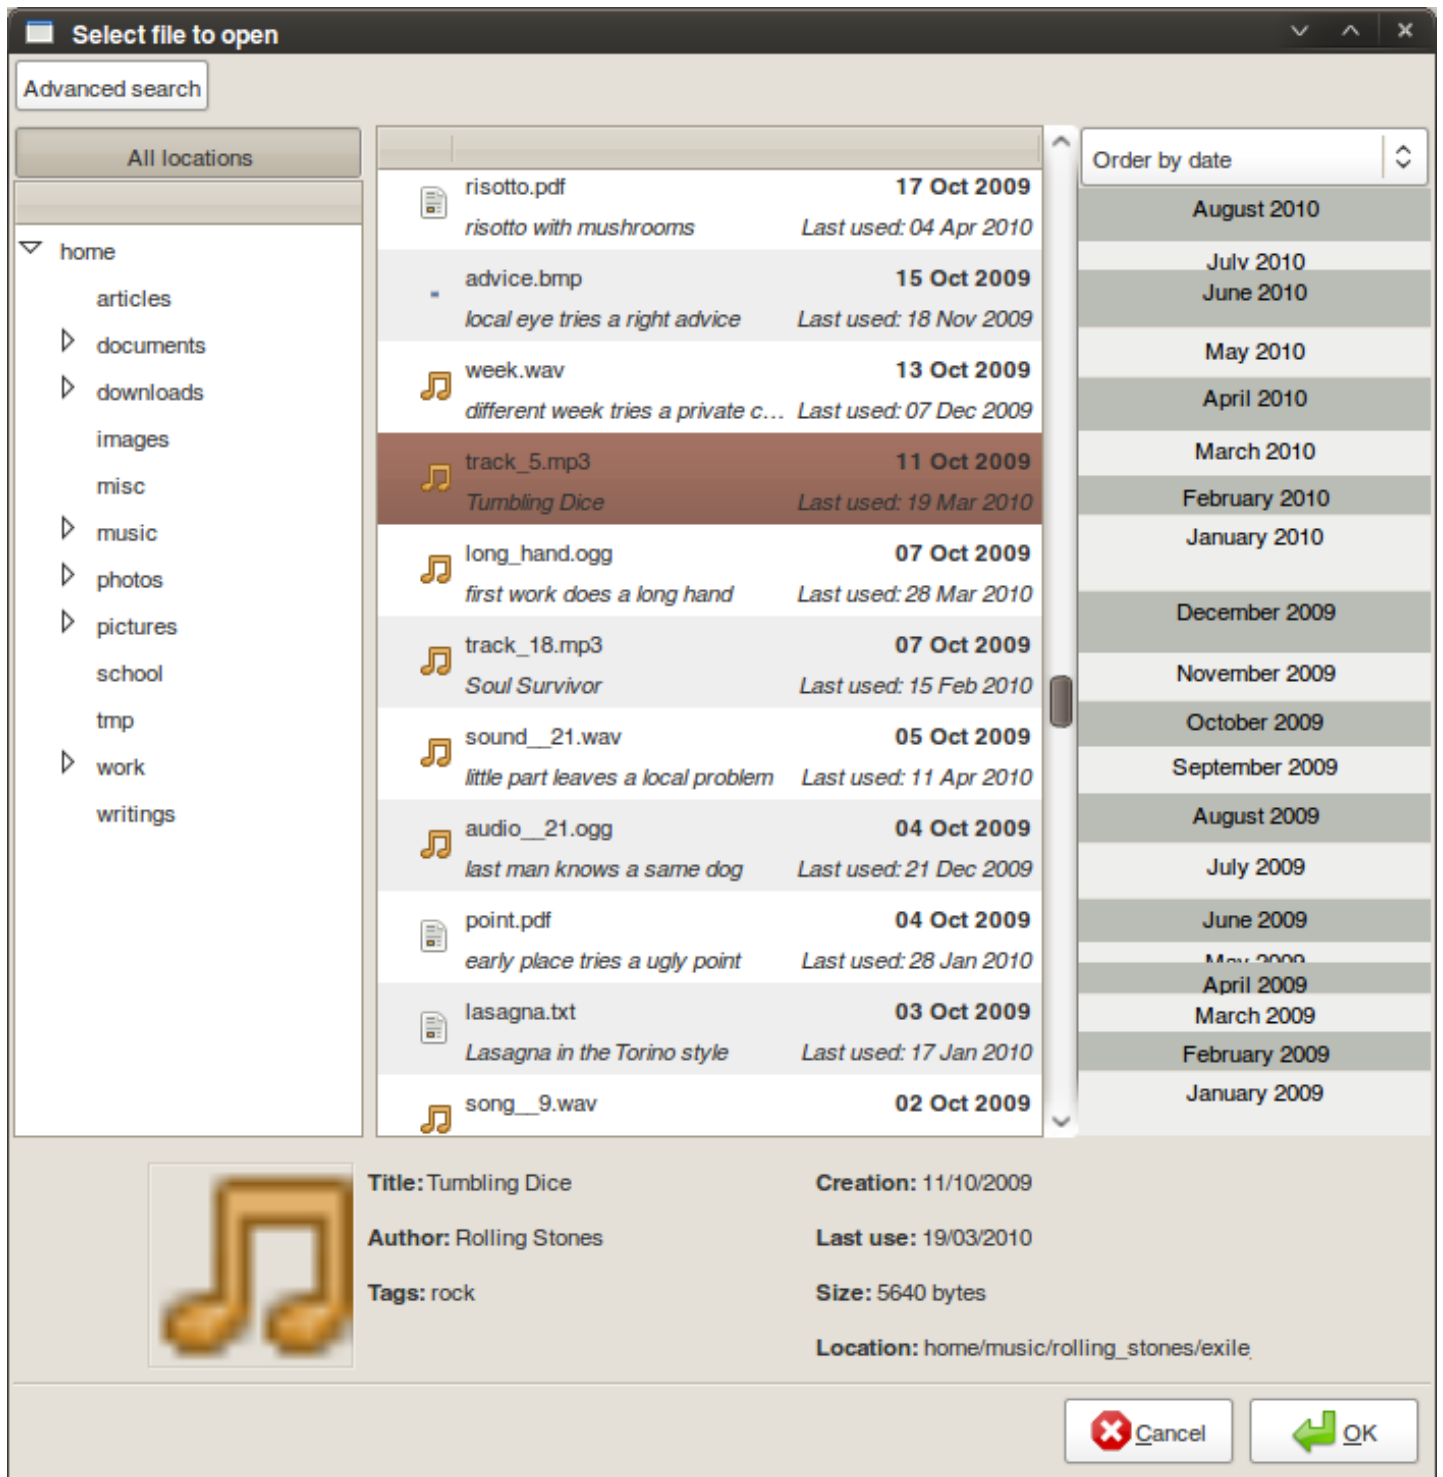 Select file to open
Advanced search
All locations
home
articles
documents
downloads
images
misc
music
photos
pictures
school
tmp
work
writings
risotto.pdf 17 Oct 2009
risotto with mushrooms Last used: 04 Apr 2010
advice.bmp 15 Oct 2009
local eye tries a right advice Last used: 18 Nov 2009
week.wav 13 Oct 2009
different week tries a private c... Last used: 07 Dec 2009
track_5.mp3 11 Oct 2009
Tumbling Dice Last used: 19 Mar 2010
long_hand.ogg 07 Oct 2009
first work does a long hand Last used: 28 Mar 2010
track_18.mp3 07 Oct 2009
Soul Survivor Last used: 15 Feb 2010
sound__21.wav 05 Oct 2009
little part leaves a local problem Last used: 11 Apr 2010
audio__21.ogg 04 Oct 2009
last man knows a same dog Last used: 21 Dec 2009
point.pdf 04 Oct 2009
early place tries a ugly point Last used: 28 Jan 2010
lasagna.txt 03 Oct 2009
Lasagna in the Torino style Last used: 17 Jan 2010
song__9.wav 02 Oct 2009
Order by date
August 2010
July 2010
June 2010
May 2010
April 2010
March 2010
February 2010
January 2010
December 2009
November 2009
October 2009
September 2009
August 2009
July 2009
June 2009
May 2009
April 2009
March 2009
February 2009
January 2009
Title: Tumbling Dice
Author: Rolling Stones
Tags: rock
Creation: 11/10/2009
Last use: 19/03/2010
Size: 5640 bytes
Location: home/music/rolling_stones/exile_
Cancel
OK